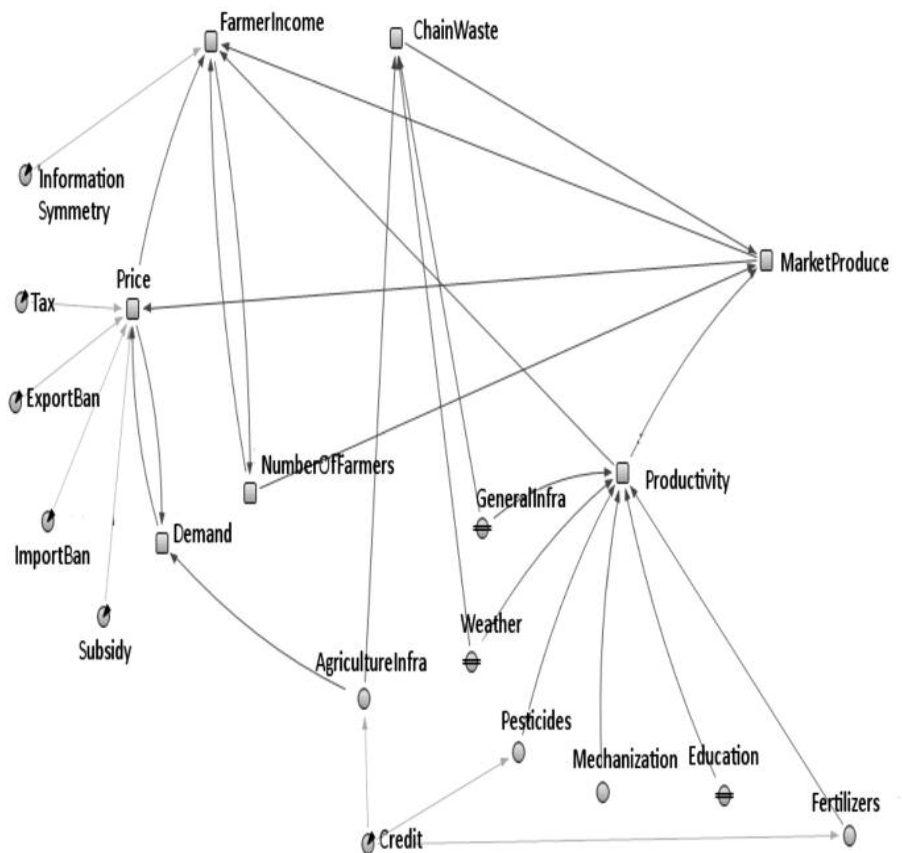 FarmerIncome
ChainWaste
Information
Symmetry
MarketProduce
Price
Tax
ExportBan
NumberOfFarmers
Productivity
GeneralInfra
ImportBan
Demand
Subsidy
Weather
AgricultureInfra
Pesticides
Mechanization
Education
Fertilizers
Credit